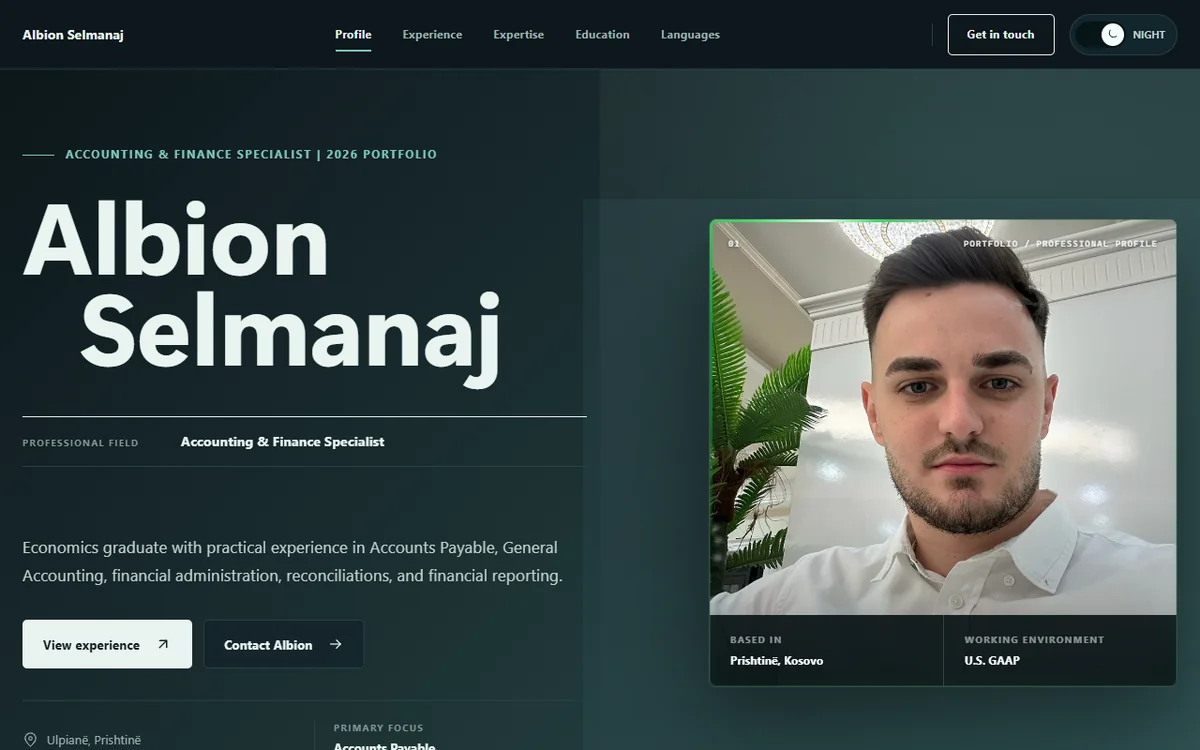 Albion Selmanaj
Profile
Experience
Expertise
Education
Languages
Get in touch
NIGHT
ACCOUNTING & FINANCE SPECIALIST | 2026 PORTFOLIO
Albion
Selmanaj
PROFESSIONAL FIELD
Accounting & Finance Specialist
Economics graduate with practical experience in Accounts Payable, General
Accounting, financial administration, reconciliations, and financial reporting.
View experience
Contact Albion
Ulpianë, Prishtinë
PRIMARY FOCUS
Accounts Payable
01
PORTFOLIO / PROFESSIONAL PROFILE
BASED IN
Prishtinë, Kosovo
WORKING ENVIRONMENT
U.S. GAAP